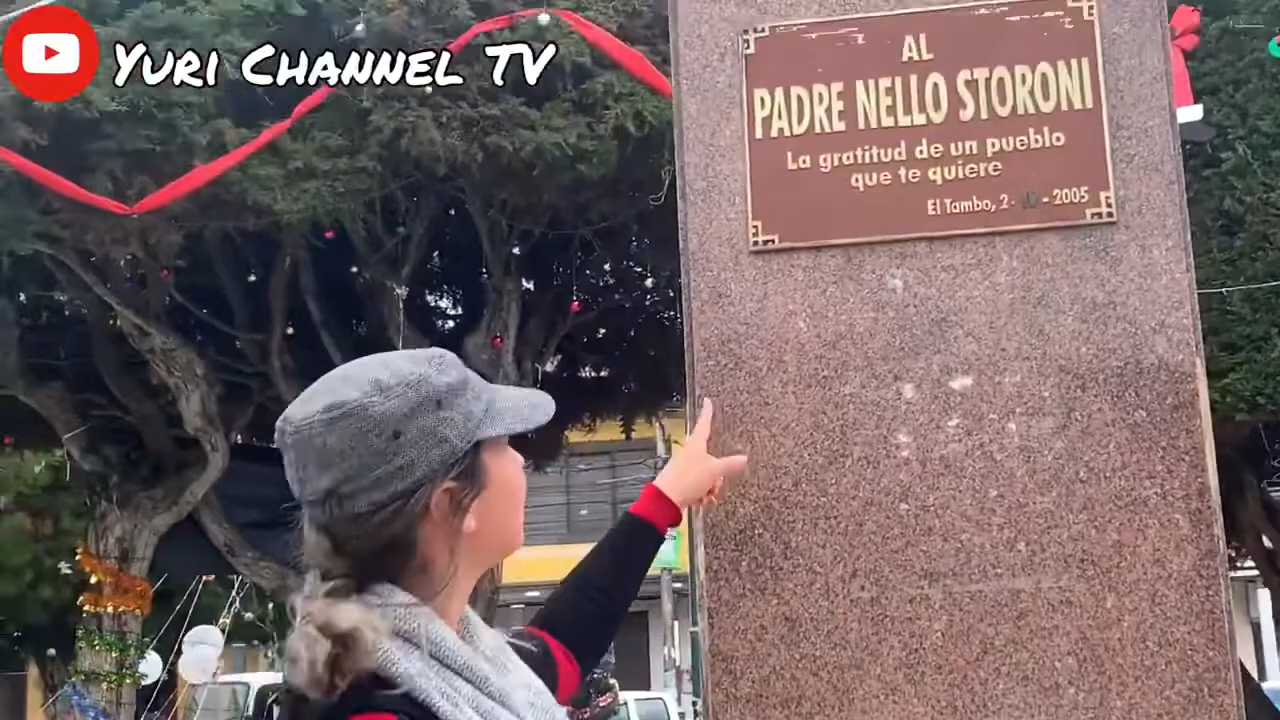 Yuri Channel TV
AL
PADRE NELLO STORONI
La gratitud de un pueblo
que te quiere
El Tambo, 2- - 2005